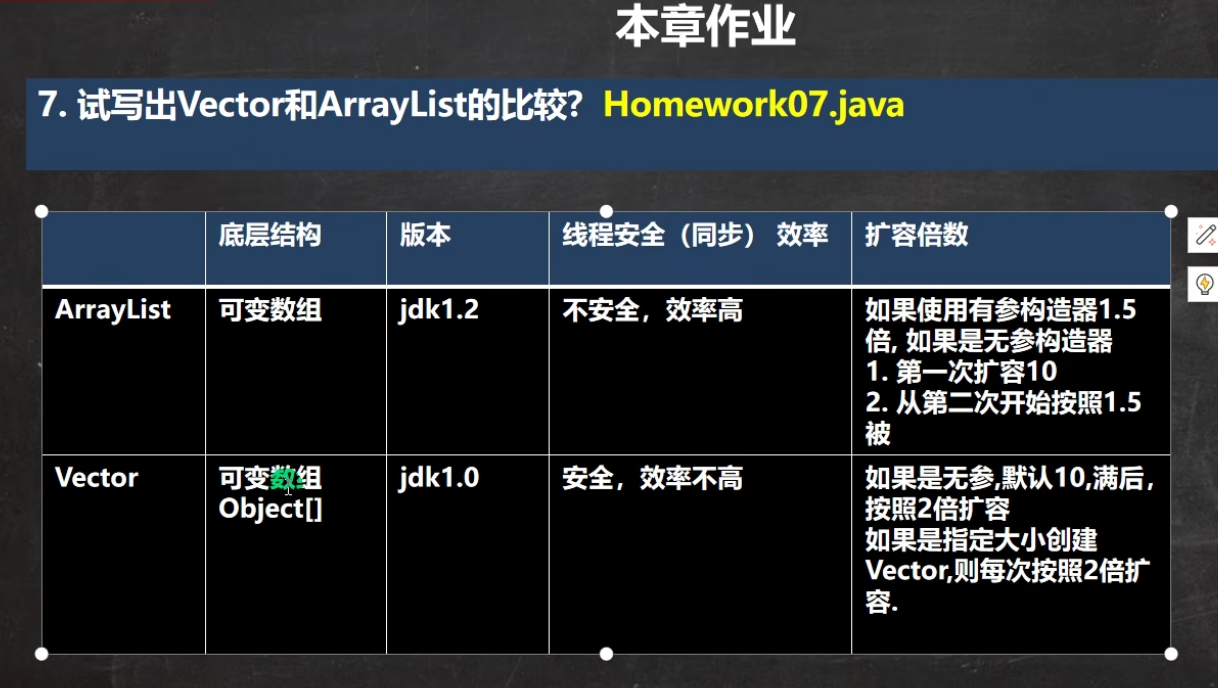 本章作业
7. 试写出Vector和ArrayList的比较? Homework07.java
底层结构
版本
线程安全（同步） 效率
扩容倍数
ArrayList
可变数组
jdk1.2
不安全，效率高
如果使用有参构造器1.5
倍, 如果是无参构造器
1. 第一次扩容10
2. 从第二次开始按照1.5
被
Vector
可变数组
Object[]
jdk1.0
安全，效率不高
如果是无参,默认10,满后，
按照2倍扩容
如果是指定大小创建
Vector,则每次按照2倍扩
容.